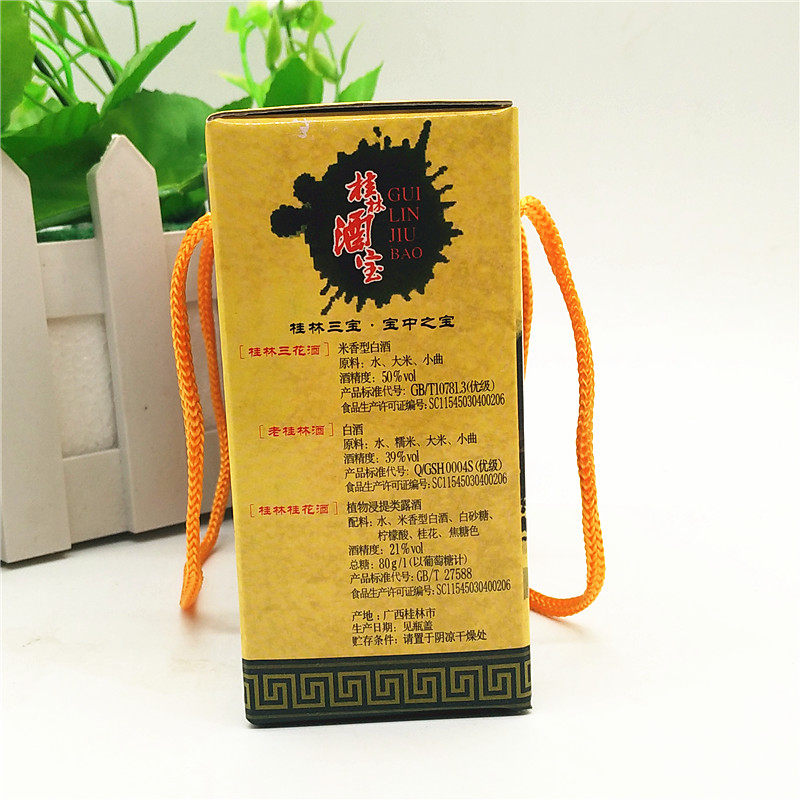 桂林酒宝
GUI
LIN
JIU
BAO
桂林三宝·宝中之宝
[桂林三花酒] 米香型白酒
原料：水、大米、小曲
酒精度：50%vol
产品标准代号：GB/T10781.3(优级)
食品生产许可证编号：SC11545030400206
[老桂林酒] 白酒
原料：水、糯米、大米、小曲
酒精度：39%vol
产品标准代号：Q/GSH0004S(优级)
食品生产许可证编号：SC11545030400206
[桂林桂花酒] 植物浸提类露酒
配料：水、米香型白酒、白砂糖、
柠檬酸、桂花、焦糖色
酒精度：21%vol
总糖：80g/l(以葡萄糖计)
产品标准代号：GB/T 27588
食品生产许可证编号：SC11545030400206
产地：广西桂林市
生产日期：见瓶盖
贮存条件：请置于阴凉干燥处